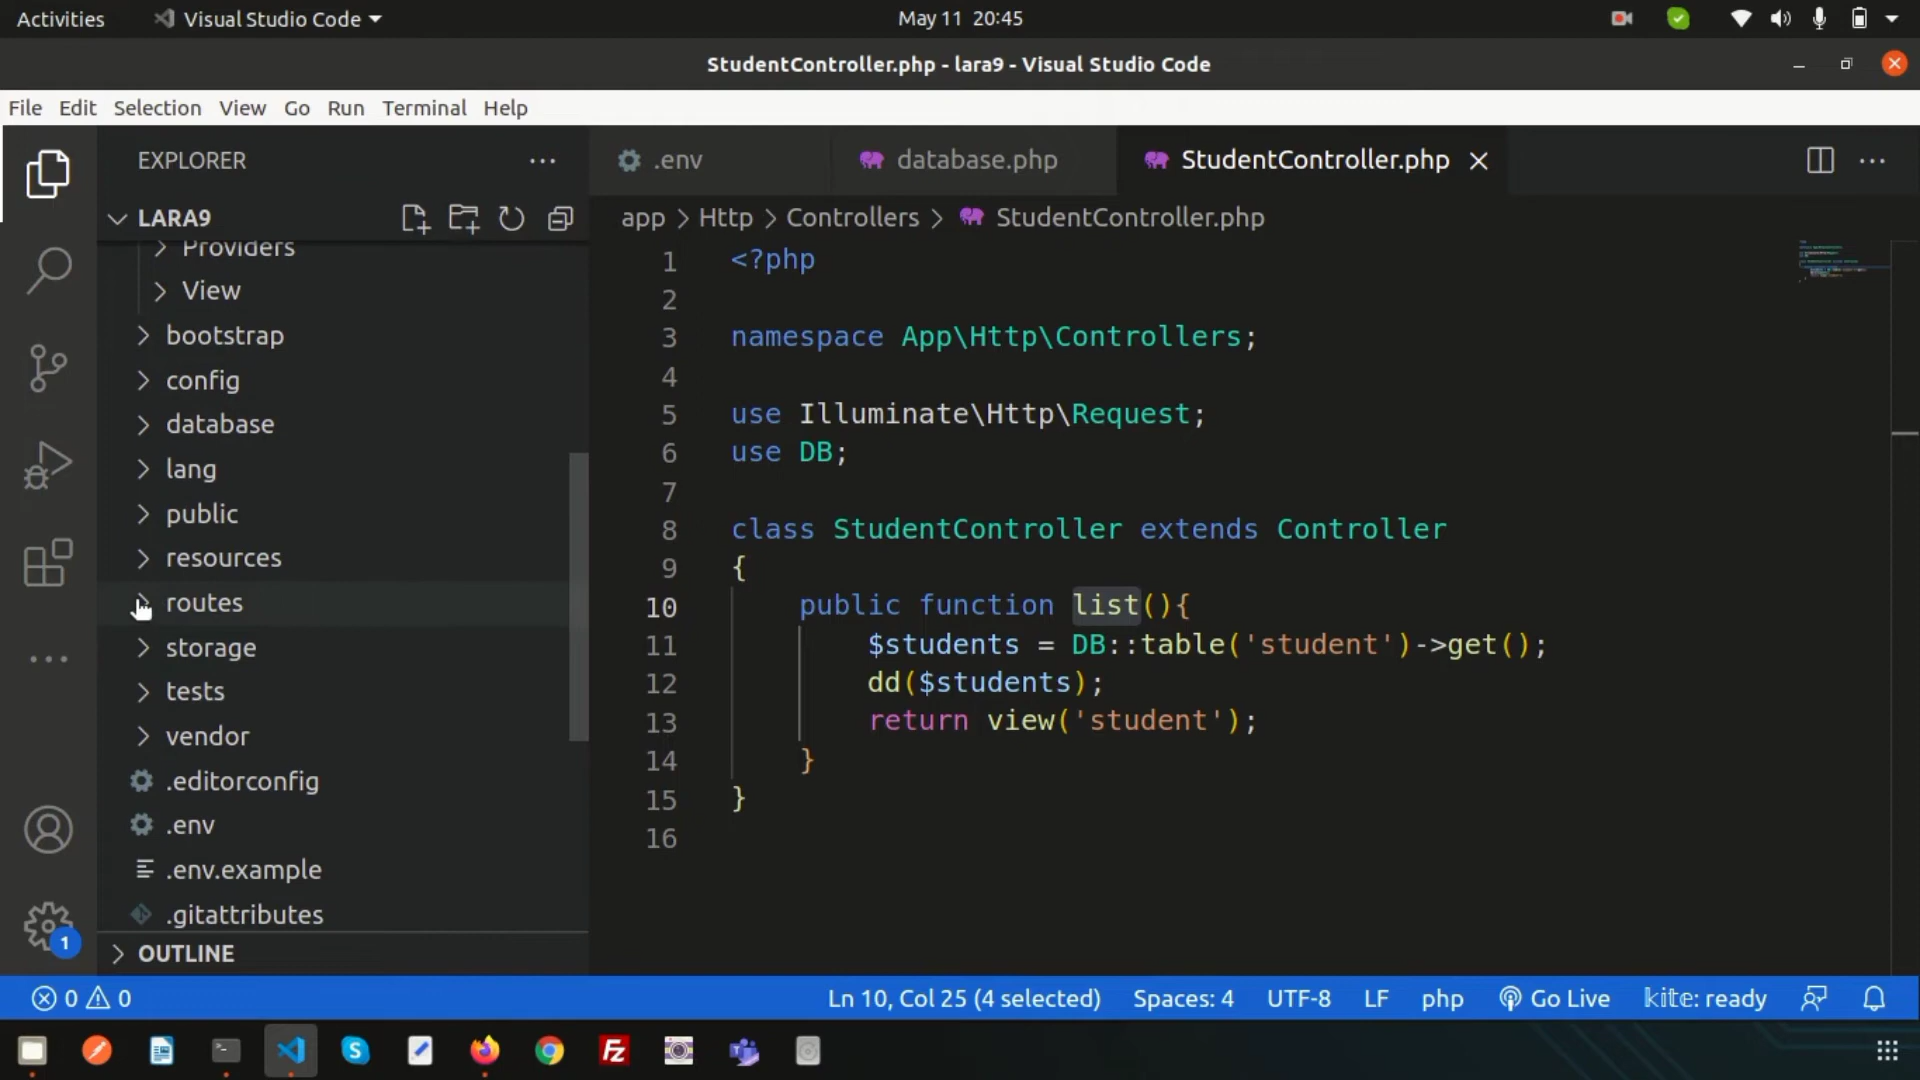 Activities
Visual Studio Code
May 11 20:45
StudentController.php - lara9 - Visual Studio Code
File Edit Selection View Go Run Terminal Help
EXPLORER
.env
database.php
StudentController.php
LARA9
app > Http > Controllers > StudentController.php
Providers
View
bootstrap
config
database
lang
public
resources
routes
storage
tests
vendor
.editorconfig
.env
.env.example
.gitattributes
OUTLINE
1 <?php
2
3 namespace App\Http\Controllers;
4
5 use Illuminate\Http\Request;
6 use DB;
7
8 class StudentController extends Controller
9 {
10 public function list(){
11 $students = DB::table('student')->get();
12 dd($students);
13 return view('student');
14 }
15 }
16
1
0 0
Ln 10, Col 25 (4 selected) Spaces: 4 UTF-8 LF php Go Live kite: ready